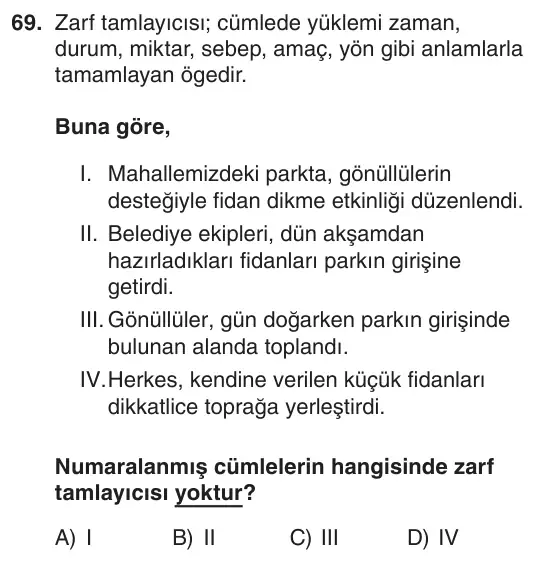 69. Zarf tamlayıcısı; cümlede yüklemi zaman,
durum, miktar, sebep, amaç, yön gibi anlamlarla
tamamlayan ögedir.
Buna göre,
I. Mahallemizdeki parkta, gönüllülerin
desteğiyle fidan dikme etkinliği düzenlendi.
II. Belediye ekipleri, dün akşamdan
hazırladıkları fidanları parkın girişine
getirdi.
III. Gönüllüler, gün doğarken parkın girişinde
bulunan alanda toplandı.
IV.Herkes, kendine verilen küçük fidanları
dikkatlice toprağa yerleştirdi.
Numaralanmış cümlelerin hangisinde zarf
tamlayıcısı yoktur?
A) I B) II C) III D) IV